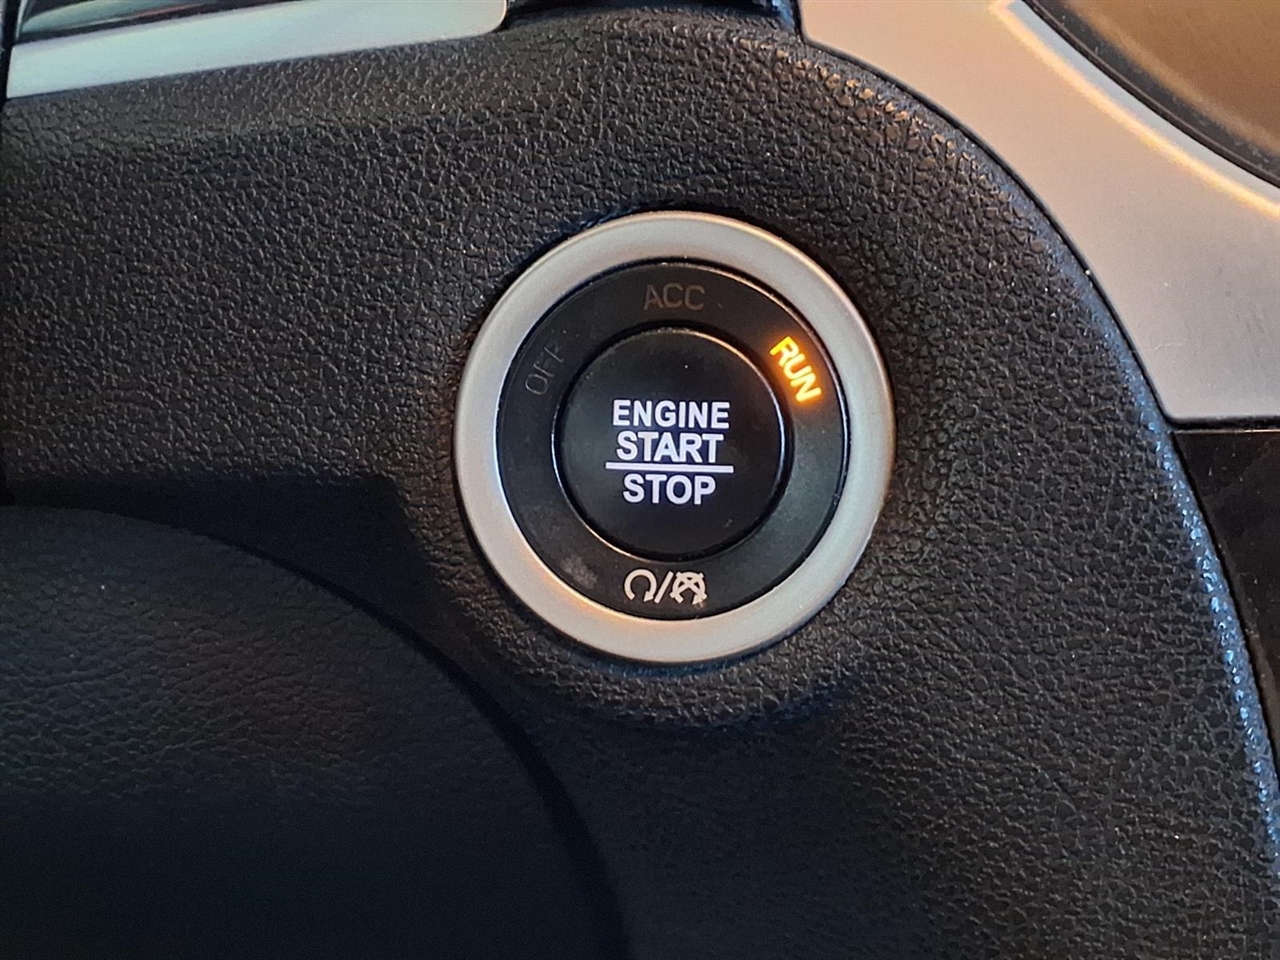 OFF
ACC
RUN
ENGINE
START
STOP